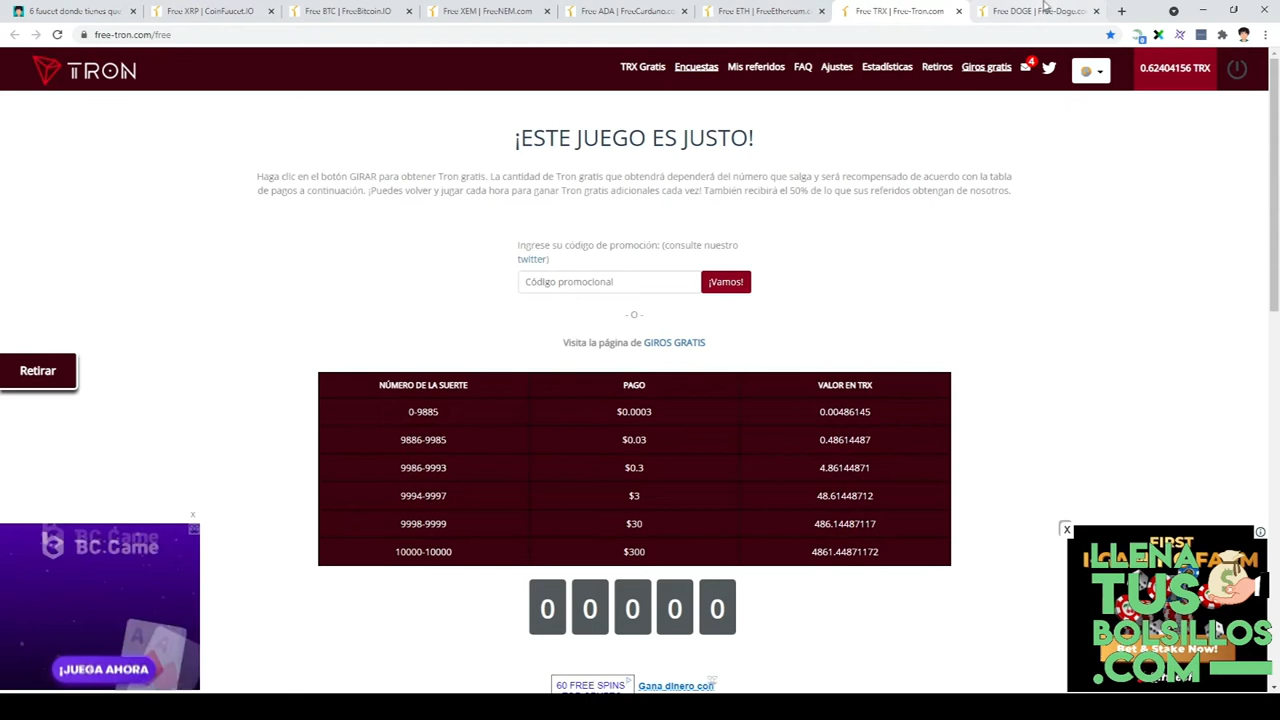 6 faucet donde tienes que
Free XRP | CoinFaucet.IO
Free BTC | FreeBitcoin.IO
Free XEM | FreeNEM.com
Free ADA | FreeCardano.co
Free ETH | FreeEthereum.c
Free TRX | Free-Tron.com
Free DOGE | Free-Doge.co
free-tron.com/free
TRON
TRX Gratis
Encuestas
Mis referidos
FAQ
Ajustes
Estadísticas
Retiros
Giros gratis
4
0.62404156 TRX
¡ESTE JUEGO ES JUSTO!
Haga clic en el botón GIRAR para obtener Tron gratis. La cantidad de Tron gratis que obtendrá dependerá del número que salga y será recompensado de acuerdo con la tabla
de pagos a continuación. ¡Puedes volver y jugar cada hora para ganar Tron gratis adicionales cada vez! También recibirá el 50% de lo que sus referidos obtengan de nosotros.
Ingrese su código de promoción: (consulte nuestro
twitter)
Código promocional
¡Vamos!
- O -
Visita la página de GIROS GRATIS
Retirar
NÚMERO DE LA SUERTE PAGO VALOR EN TRX
0-9885 $0.0003 0.00486145
9886-9985 $0.03 0.48614487
9986-9993 $0.3 4.86144871
9994-9997 $3 48.61448712
9998-9999 $30 486.14487117
10000-10000 $300 4861.44871172
0 0 0 0 0
BC.Game
¡JUEGA AHORA
FIRST
LLENA
TUS
BOLSILLOS
.COM
Bet & Stake Now!
60 FREE SPINS
Gana dinero con